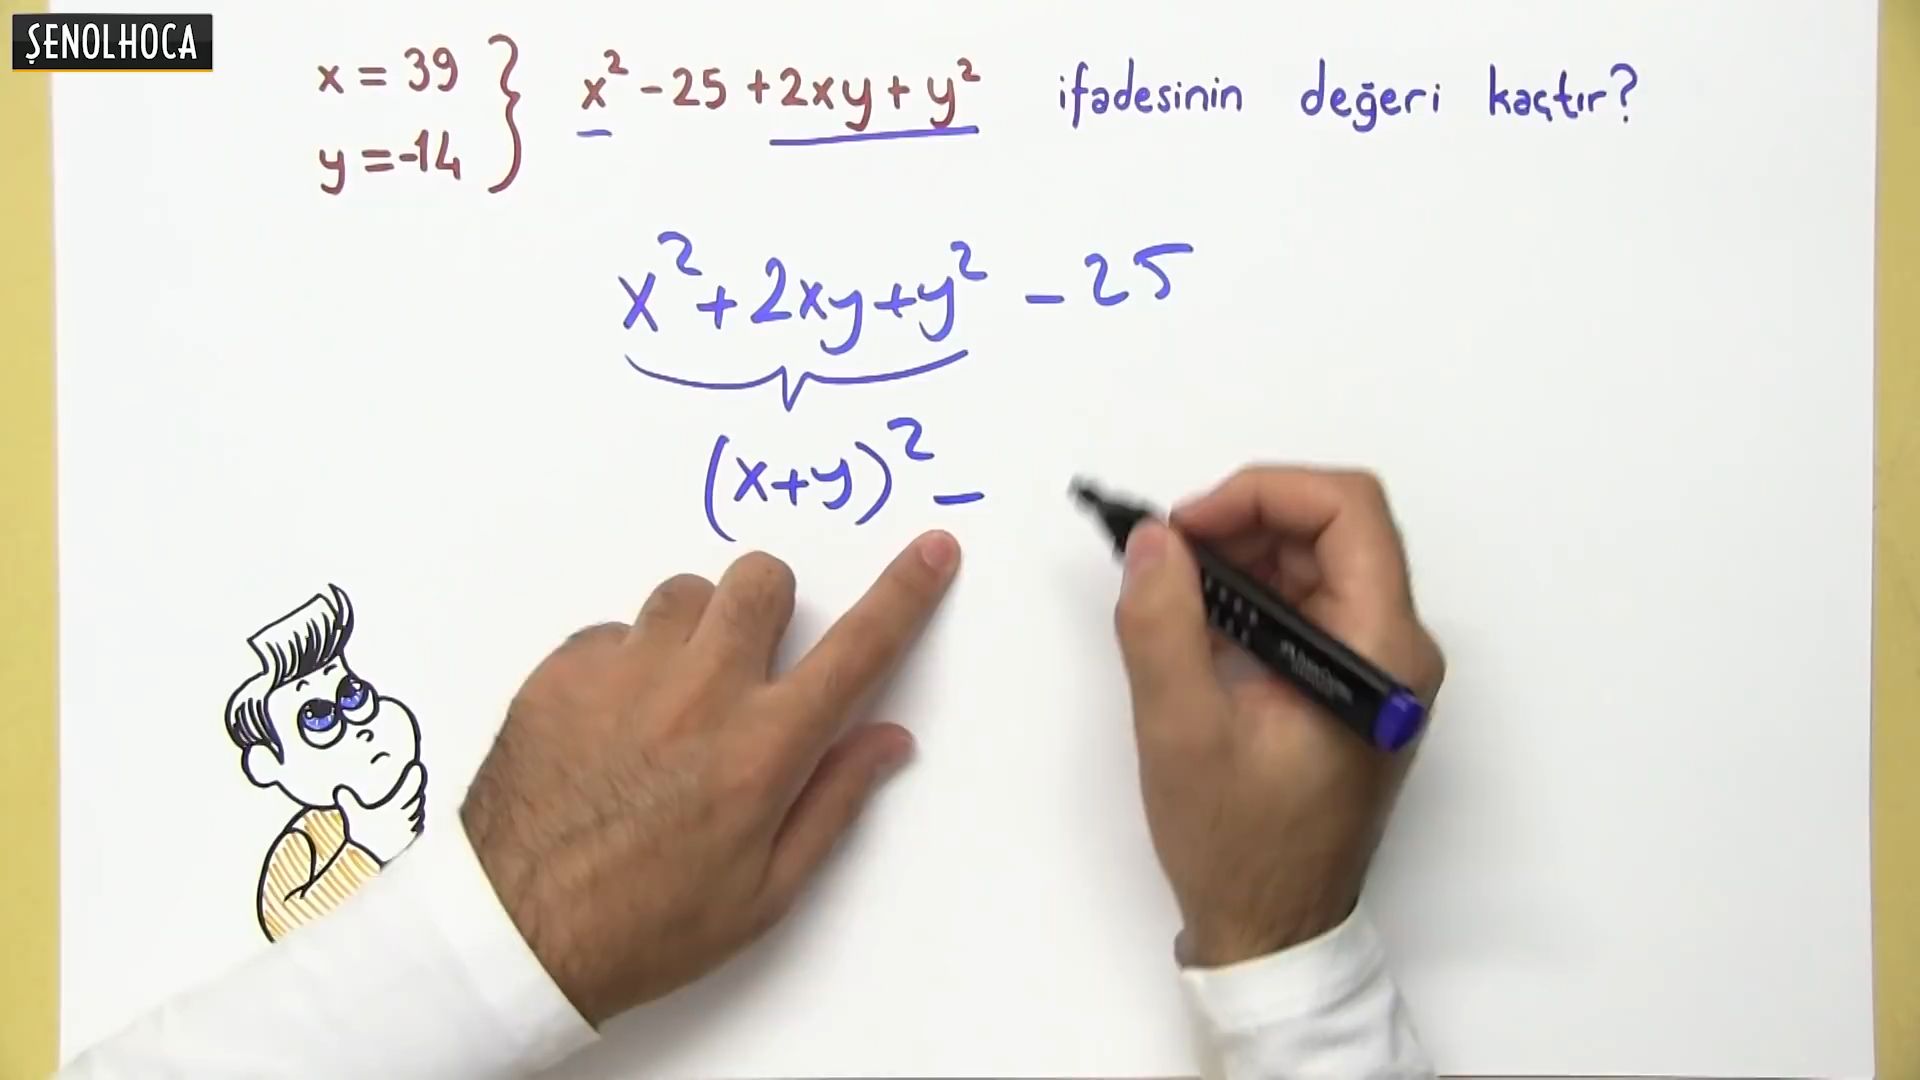 ŞENOLHOCA
x = 39
y = -14
x² - 25 + 2xy + y² ifadesinin değeri kaçtır?
x² + 2xy + y² - 25
(x+y)² -